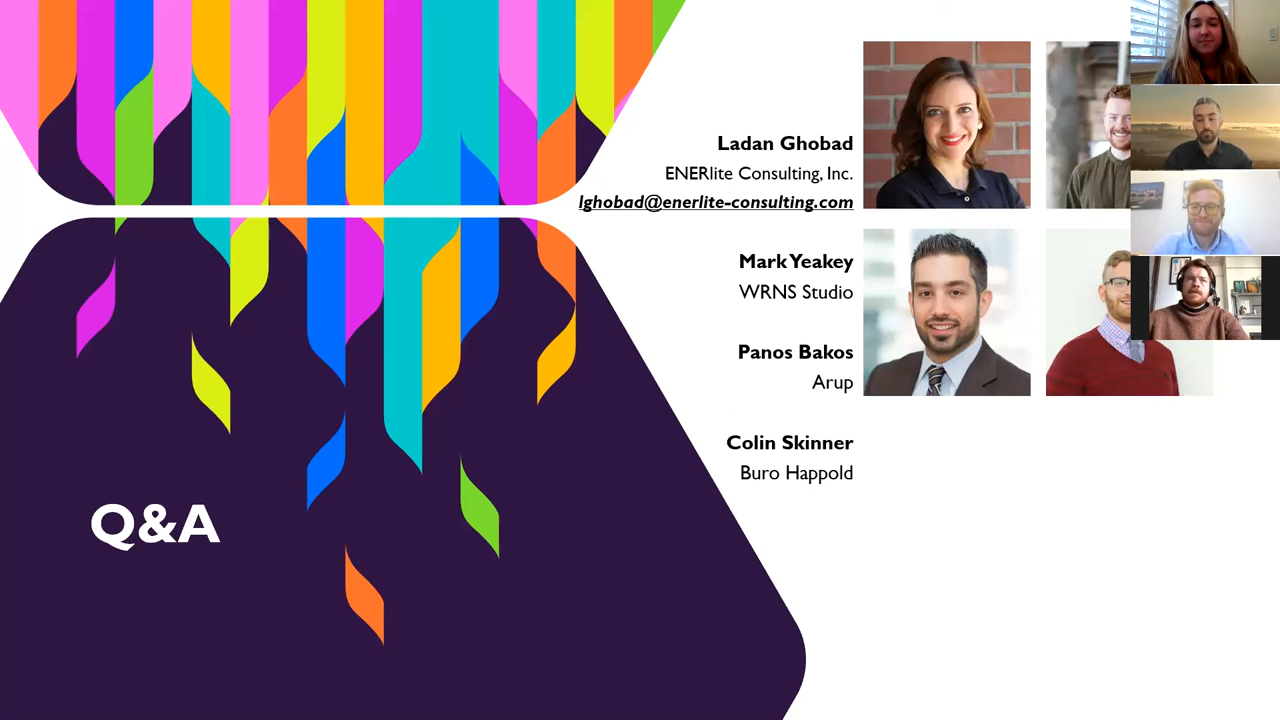 Ladan Ghobad
ENERlite Consulting, Inc.
lghobad@enerlite-consulting.com
Mark Yeakey
WRNS Studio
Panos Bakos
Arup
Colin Skinner
Buro Happold
Q&A